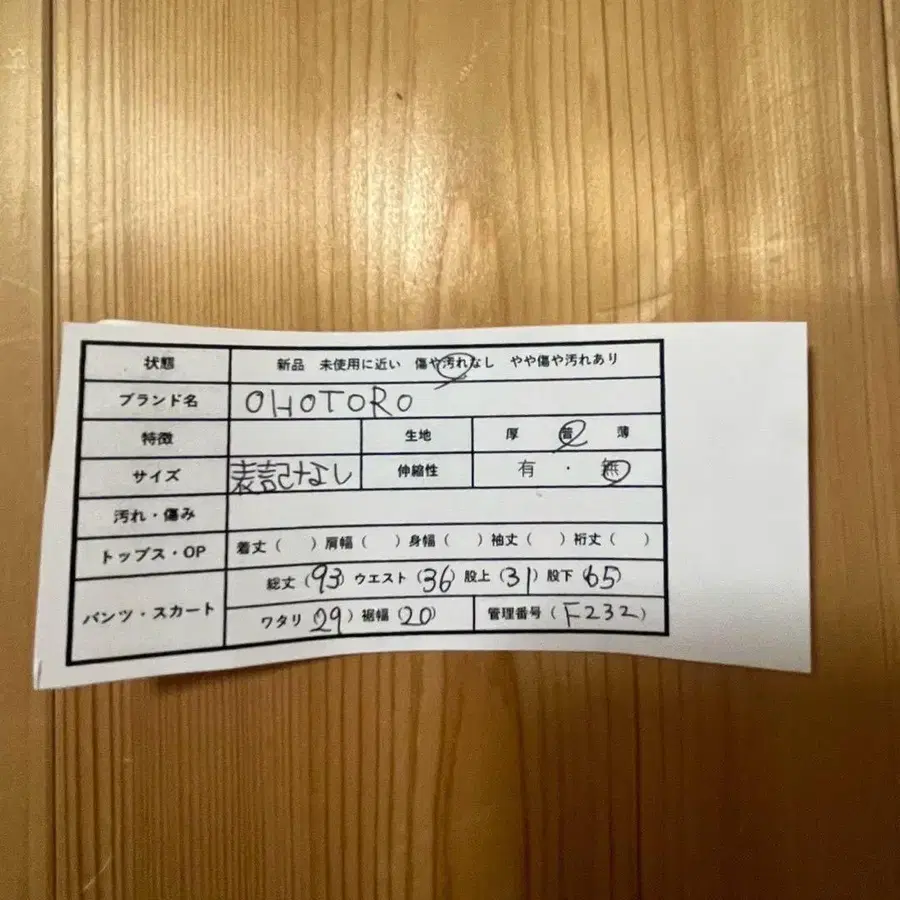 状態 新品 未使用に近い 傷や汚れなし やや傷や汚れあり
ブランド名 OHOTORO
特徴 生地 厚 普 薄
サイズ 表記なし 伸縮性 有 ・ 無
汚れ・傷み
トップス・OP 着丈 ( ) 肩幅 ( ) 身幅 ( ) 袖丈 ( ) 裄丈 ( )
パンツ・スカート 総丈 (93) ウエスト (36) 股上 (31) 股下 (65)
ワタリ (29) 裾幅 (20) 管理番号 (F232)